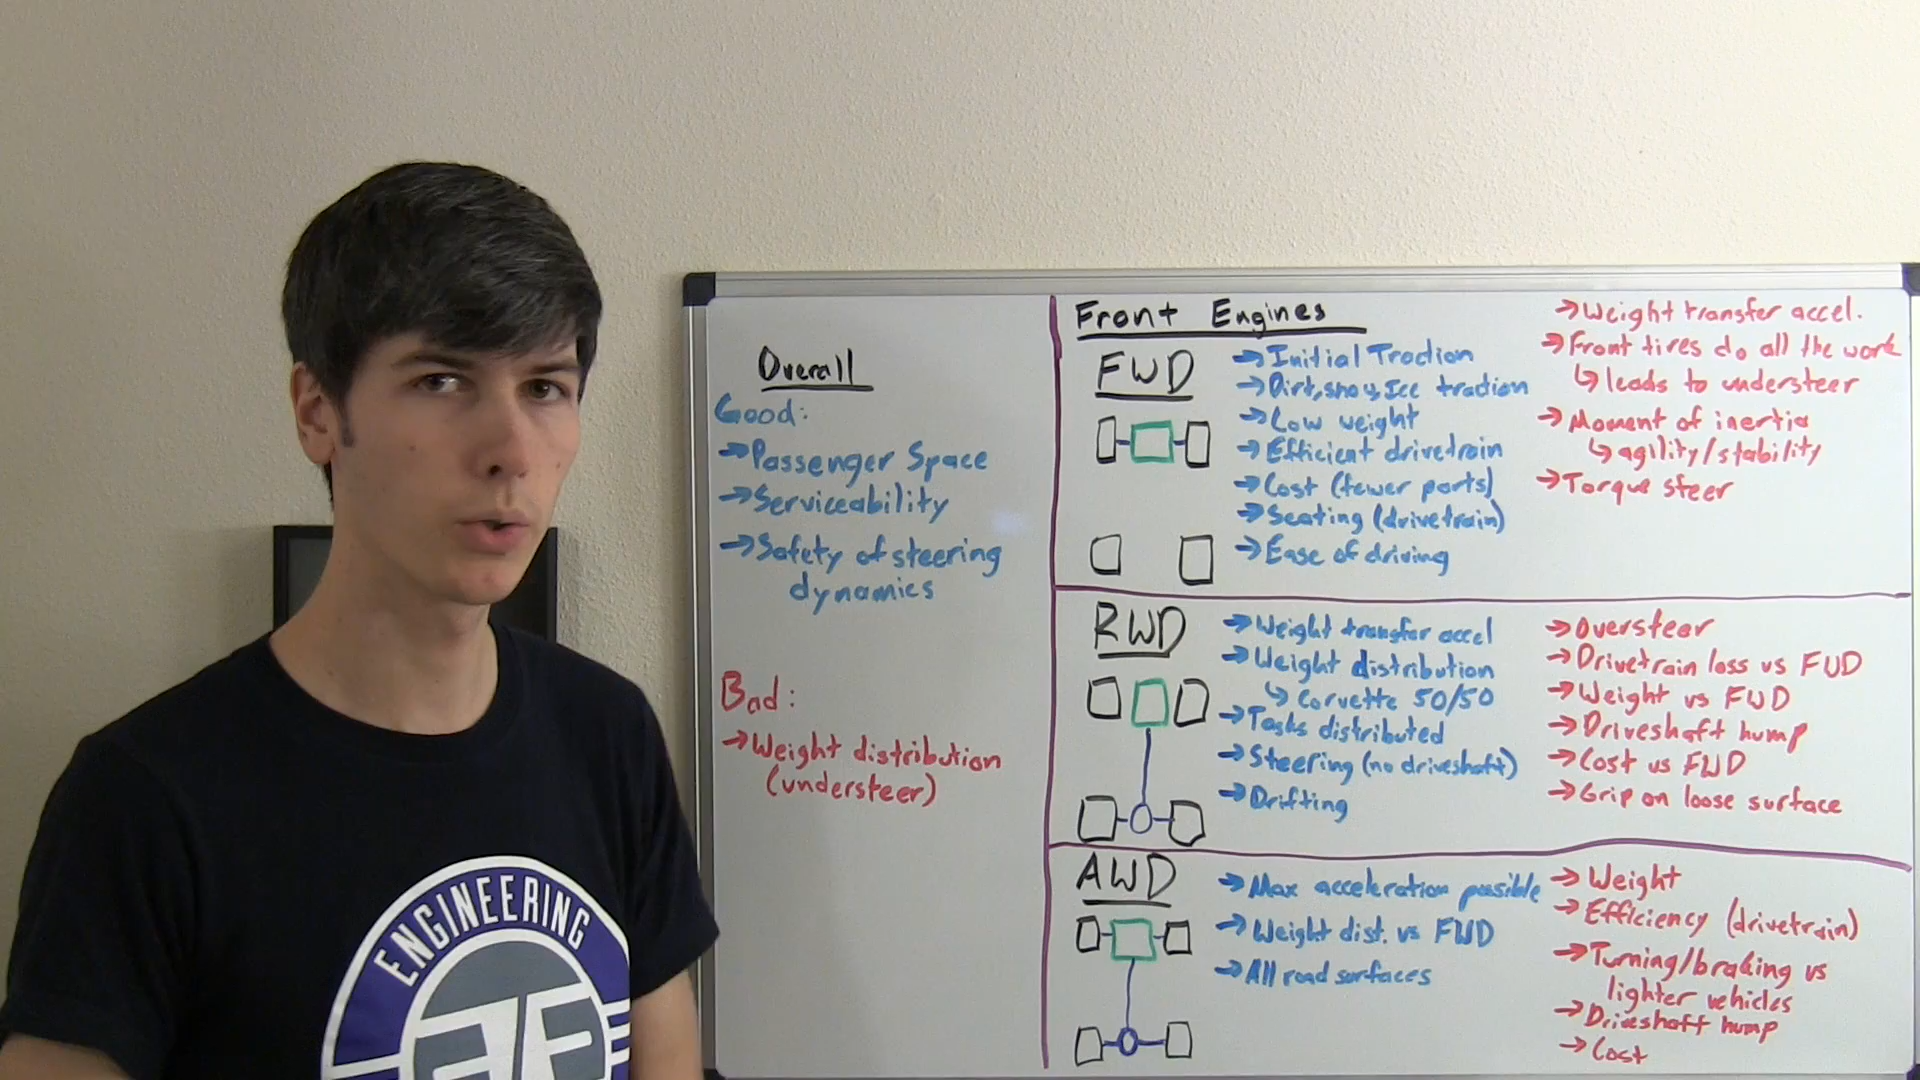 Overall
Good:
→Passenger Space
→Serviceability
→Safety of steering
dynamics
Bad:
→Weight distribution
(understeer)
Front Engines
FWD
→Initial Traction
→Dirt, snow, Ice traction
→Low weight
→Efficient drivetrain
→Cost (fewer parts)
→Seating (drivetrain)
→Ease of driving
→Weight transfer accel.
→Front tires do all the work
↳leads to understeer
→Moment of inertia
↳agility/stability
→Torque steer
RWD
→Weight transfer accel
→Weight distribution
↳Corvette 50/50
→Tasks distributed
→Steering (no driveshaft)
→Drifting
→Oversteer
→Drivetrain loss vs FWD
→Weight vs FWD
→Driveshaft hump
→Cost vs FWD
→Grip on loose surface
AWD
→Max acceleration possible
→Weight dist. vs FWD
→All road surfaces
→Weight
→Efficiency (drivetrain)
→Turning/braking vs
lighter vehicles
→Driveshaft hump
→Cost
ENGINEERING